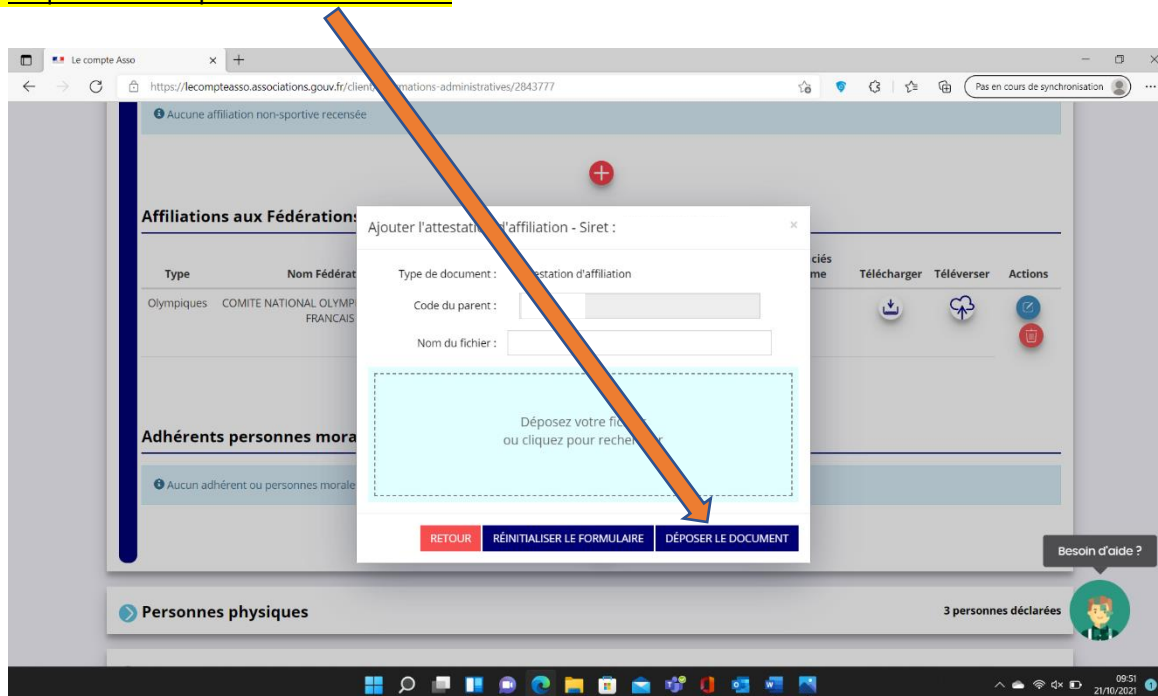 Le compte Asso
https://lecompteasso.associations.gouv.fr/client/
mations-administratives/2843777
Pas en cours de synchronisation
Aucune affiliation non-sportive recensée
Affiliations aux Fédérations
Ajouter l'attestation d'affiliation - Siret :
Type
Nom Fédérat
Type de document :
estation d'affiliation
ciés
me
Télécharger
Téléverser
Actions
Olympiques
COMITE NATIONAL OLYMP
FRANCAIS
Code du parent :
Nom du fichier :
Déposez votre
ou cliquez pour
Adhérents personnes mora
Aucun adhérent ou personnes morale
RETOUR
RÉINITIALISER LE FORMULAIRE
DÉPOSER LE DOCUMENT
Besoin d'aide ?
Personnes physiques
3 personnes déclarées
09:51
21/10/2021